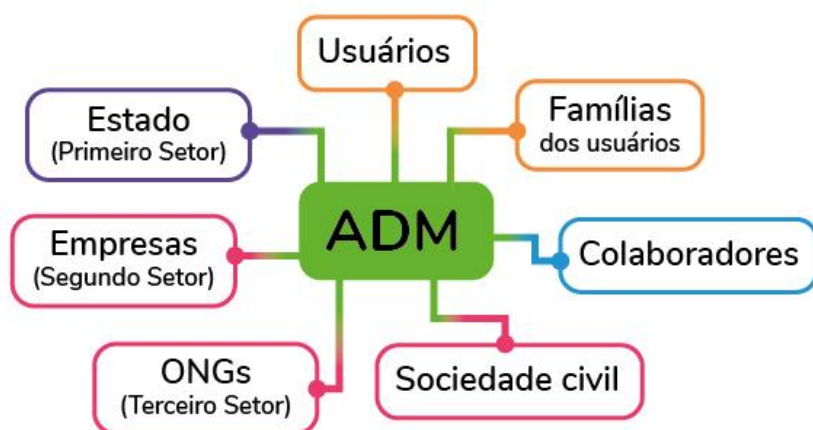 Usuários
Estado
(Primeiro Setor)
Famílias
dos usuários
ADM
Empresas
(Segundo Setor)
Colaboradores
ONGs
(Terceiro Setor)
Sociedade civil